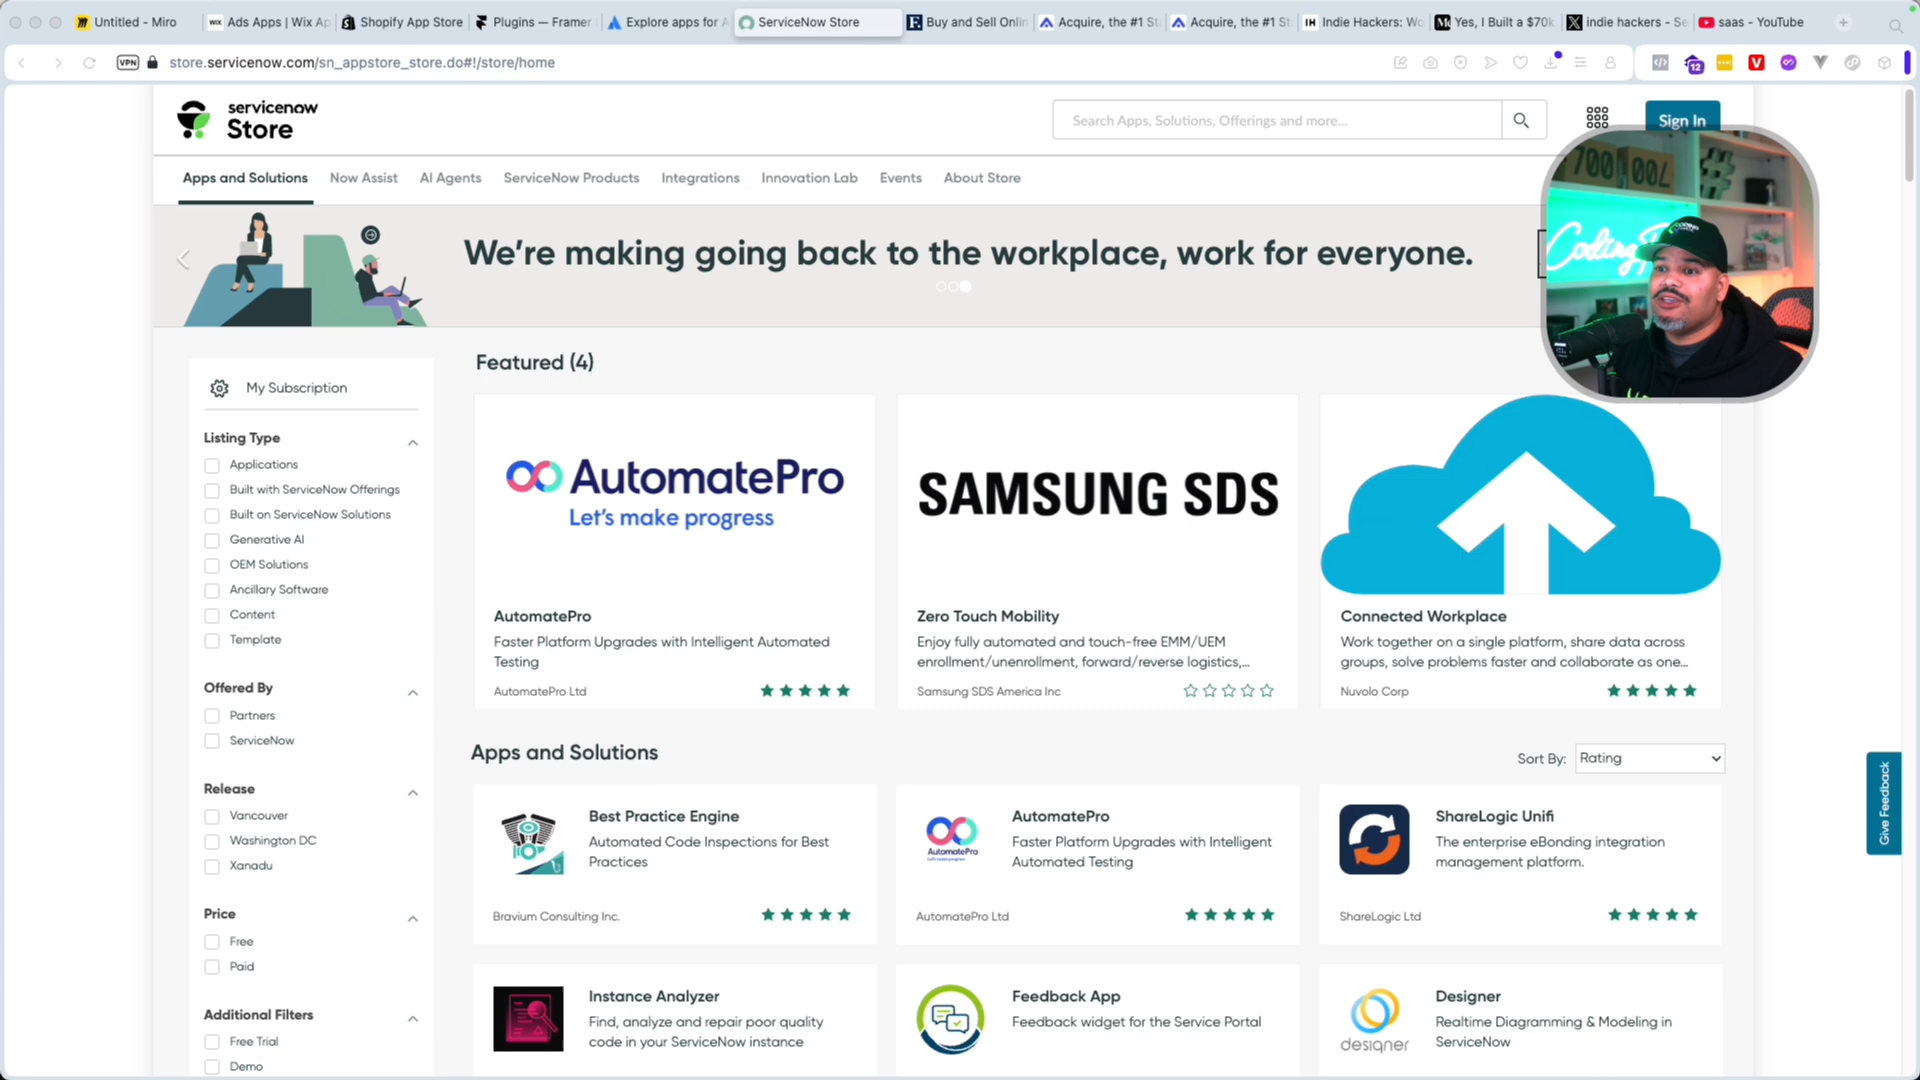 Untitled - Miro
Ads Apps | Wix Ap
Shopify App Store
Plugins — Framer
Explore apps for A
ServiceNow Store
Buy and Sell Onlin
Acquire, the #1 St
Acquire, the #1 St
Indie Hackers: Wo
Yes, I Built a $70k
indie hackers - Se
saas - YouTube
VPN
store.servicenow.com/sn_appstore_store.do#!/store/home
12
servicenow
Store
Search Apps, Solutions, Offerings and more...
Sign In
Apps and Solutions
Now Assist
AI Agents
ServiceNow Products
Integrations
Innovation Lab
Events
About Store
We're making going back to the workplace, work for everyone.
My Subscription
Listing Type
Applications
Built with ServiceNow Offerings
Built on ServiceNow Solutions
Generative AI
OEM Solutions
Ancillary Software
Content
Template
Offered By
Partners
ServiceNow
Release
Vancouver
Washington DC
Xanadu
Price
Free
Paid
Additional Filters
Free Trial
Demo
Featured (4)
AutomatePro
Let's make progress
AutomatePro
Faster Platform Upgrades with Intelligent Automated
Testing
AutomatePro Ltd
SAMSUNG SDS
Zero Touch Mobility
Enjoy fully automated and touch-free EMM/UEM
enrollment/unenrollment, forward/reverse logistics,...
Samsung SDS America Inc
Connected Workplace
Work together on a single platform, share data across
groups, solve problems faster and collaborate as one...
Nuvolo Corp
Apps and Solutions
Sort By:
Rating
Best Practice Engine
Automated Code Inspections for Best
Practices
Bravium Consulting Inc.
AutomatePro
Let's make progress
AutomatePro
Faster Platform Upgrades with Intelligent
Automated Testing
AutomatePro Ltd
ShareLogic Unifi
The enterprise eBonding integration
management platform.
ShareLogic Ltd
Instance Analyzer
Find, analyze and repair poor quality
code in your ServiceNow instance
Feedback App
Feedback widget for the Service Portal
designer
Designer
Realtime Diagramming & Modeling in
ServiceNow
Give Feedback
Coding